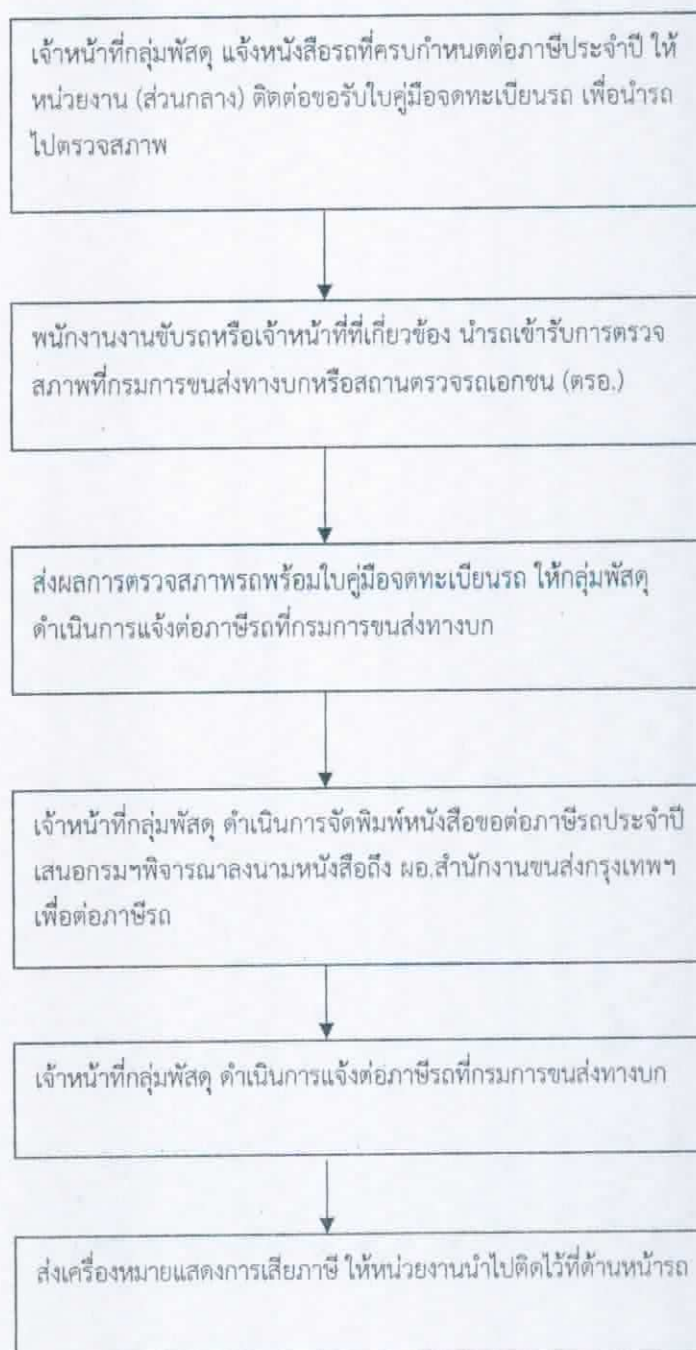 เจ้าหน้าที่กลุ่มพัสดุ แจ้งหนังสือรถที่ครบกำหนดต่อภาษีประจำปี ให้
หน่วยงาน (ส่วนกลาง) ติดต่อขอรับใบคู่มือจดทะเบียนรถ เพื่อนำรถ
ไปตรวจสภาพ
พนักงานงานขับรถหรือเจ้าหน้าที่ที่เกี่ยวข้อง นำรถเข้ารับการตรวจ
สภาพที่กรมการขนส่งทางบกหรือสถานตรวจรถเอกชน (ตรอ.)
ส่งผลการตรวจสภาพรถพร้อมใบคู่มือจดทะเบียนรถ ให้กลุ่มพัสดุ
ดำเนินการแจ้งต่อภาษีรถที่กรมการขนส่งทางบก
เจ้าหน้าที่กลุ่มพัสดุ ดำเนินการจัดพิมพ์หนังสือขอต่อภาษีรถประจำปี
เสนอกรมฯพิจารณาลงนามหนังสือถึง ผอ.สำนักงานขนส่งกรุงเทพฯ
เพื่อต่อภาษีรถ
เจ้าหน้าที่กลุ่มพัสดุ ดำเนินการแจ้งต่อภาษีรถที่กรมการขนส่งทางบก
ส่งเครื่องหมายแสดงการเสียภาษี ให้หน่วยงานนำไปติดไว้ที่ด้านหน้ารถ